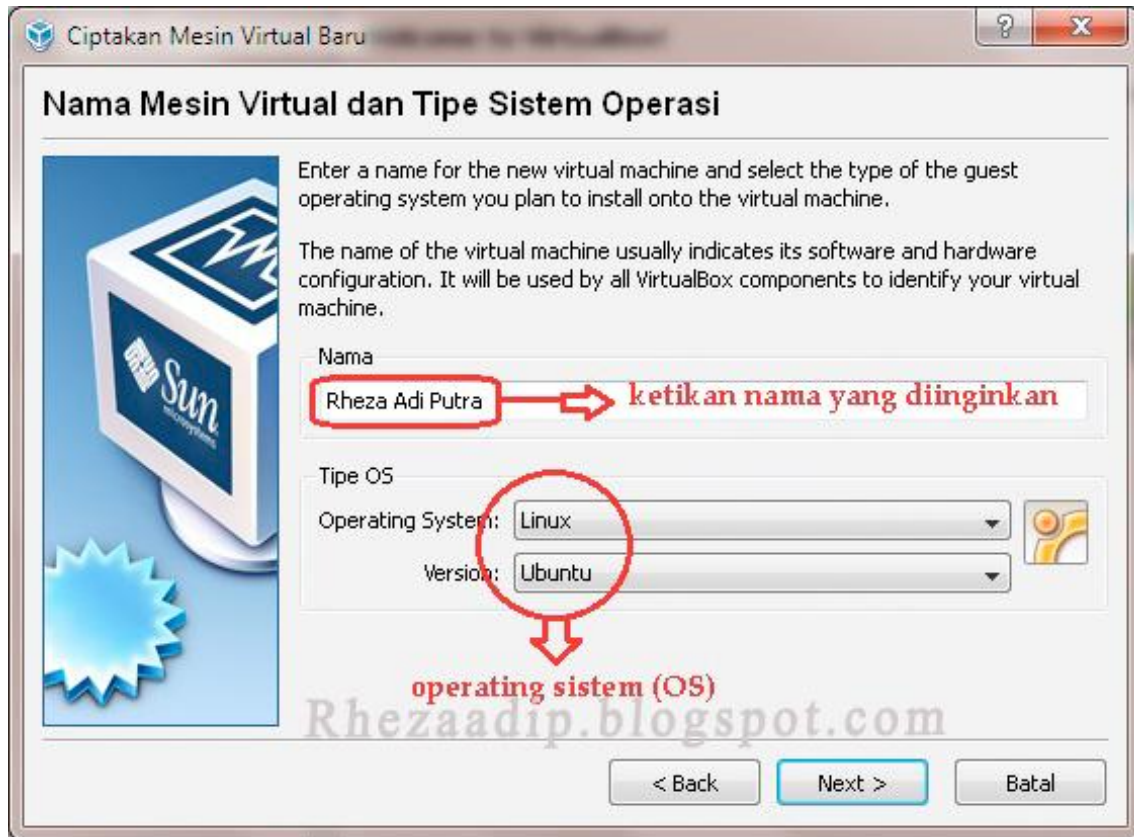 Ciptakan Mesin Virtual Baru
Nama Mesin Virtual dan Tipe Sistem Operasi
Enter a name for the new virtual machine and select the type of the guest
operating system you plan to install onto the virtual machine.
The name of the virtual machine usually indicates its software and hardware
configuration. It will be used by all VirtualBox components to identify your virtual
machine.
Sun
microsystems
Nama
Rheza Adi Putra ketikan nama yang diinginkan
Tipe OS
Operating System: Linux
Version: Ubuntu
operating sistem (OS)
Rhezaadip.blogspot.com
< Back Next > Batal